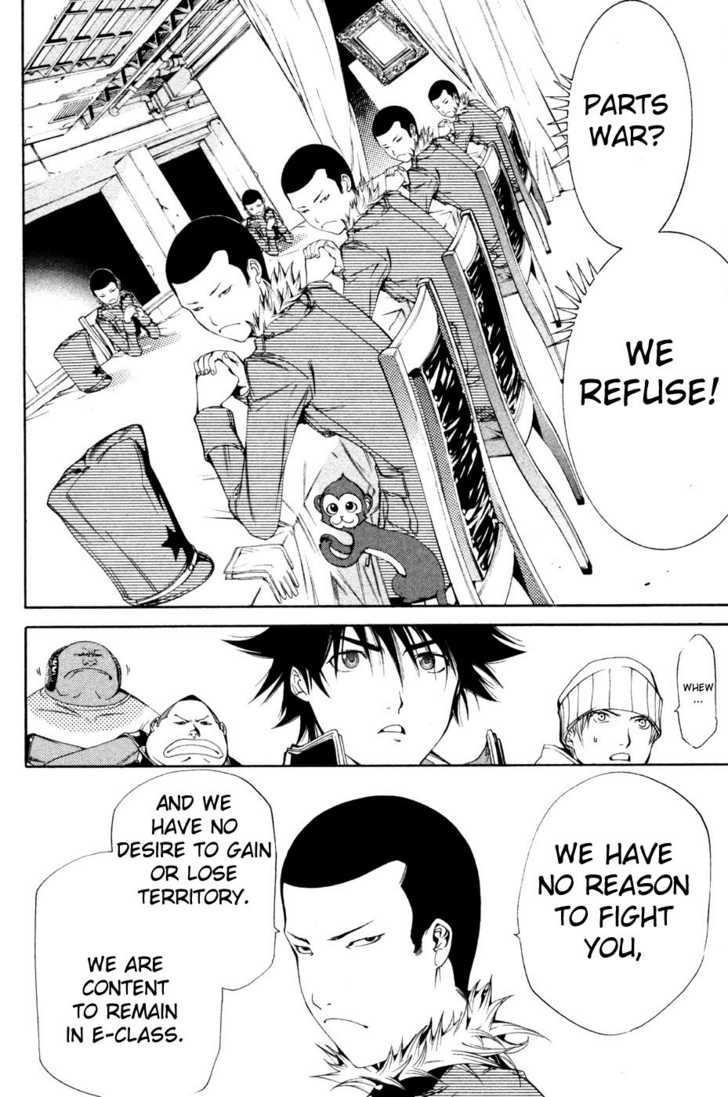 PARTS
WAR?
WE
REFUSE!
WHEW
...
WE HAVE
NO REASON
TO FIGHT
YOU,
AND WE
HAVE NO
DESIRE TO GAIN
OR LOSE
TERRITORY.
WE ARE
CONTENT
TO REMAIN
IN E-CLASS.